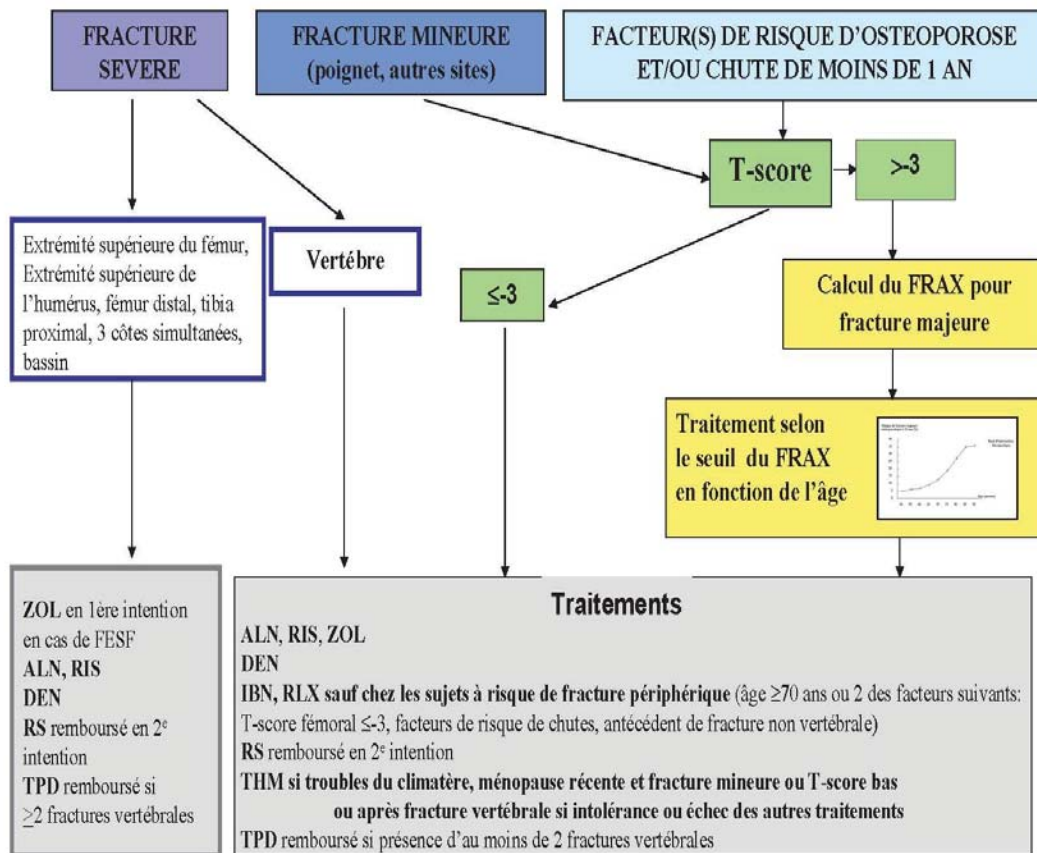 FRACTURE
SEVERE
FRACTURE MINEURE
(poignet, autres sites)
FACTEUR(S) DE RISQUE D'OSTEOPOROSE
ET/OU CHUTE DE MOINS DE 1 AN
T-score
>-3
Extrémité supérieure du fémur,
Extrémité supérieure de
l'humérus, fémur distal, tibia
proximal, 3 côtes simultanées,
bassin
Vertébre
≤-3
Calcul du FRAX pour
fracture majeure
Traitement selon
le seuil du FRAX
en fonction de l'âge
ZOL en 1ère intention
en cas de FESF
ALN, RIS
DEN
RS remboursé en 2e
intention
TPD remboursé si
≥2 fractures vertébrales
Traitements
ALN, RIS, ZOL
DEN
IBN, RLX sauf chez les sujets à risque de fracture périphérique (âge ≥70 ans ou 2 des facteurs suivants:
T-score fémoral ≤-3, facteurs de risque de chutes, antécédent de fracture non vertébrale)
RS remboursé en 2e intention
THM si troubles du climatère, ménopause récente et fracture mineure ou T-score bas
ou après fracture vertébrale si intolérance ou échec des autres traitements
TPD remboursé si présence d'au moins de 2 fractures vertébrales